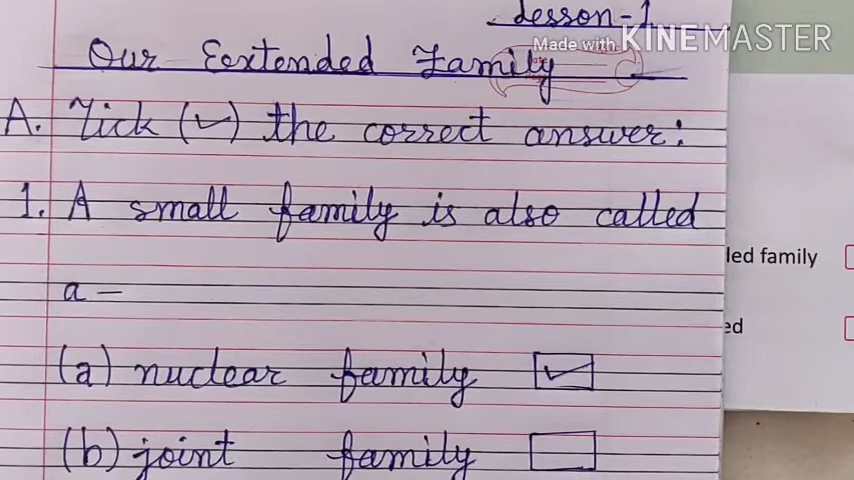 Lesson-1
Made with KINEMASTER
Our Eextended Family
A. Tick (✓) the correct answer:
1. A small family is also called
a —
(a) nuclear family ✓
(b) joint family
led family
ed